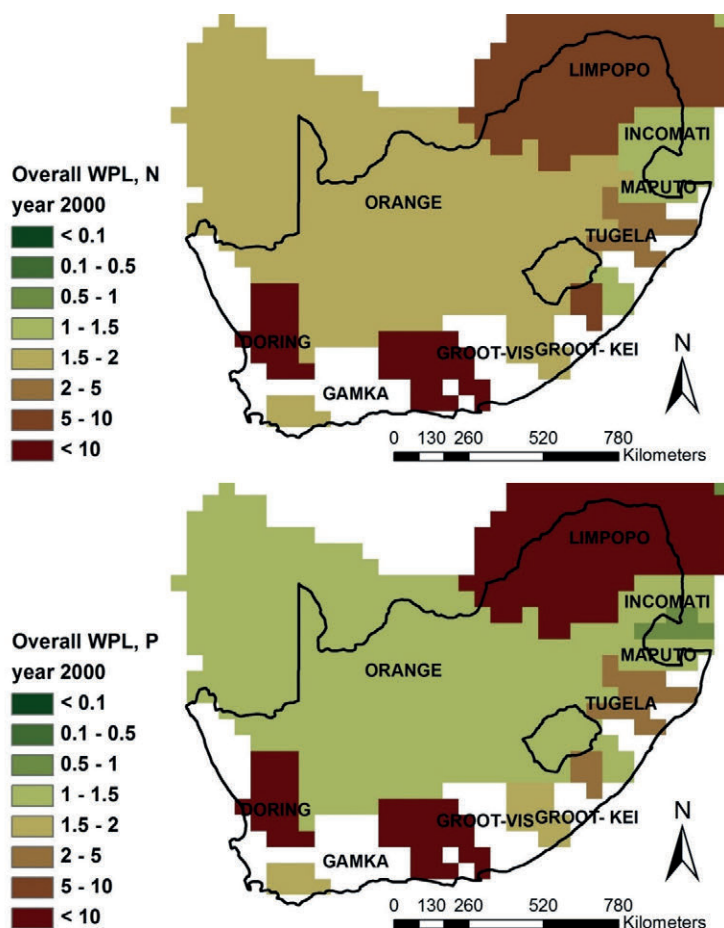 LIMPOPO
INCOMATI
MAPUTO
ORANGE
TUGELA
DORING
GROOT-VIS
GROOT- KEI
GAMKA
Overall WPL, N
year 2000
< 0.1
0.1 - 0.5
0.5 - 1
1 - 1.5
1.5 - 2
2 - 5
5 - 10
< 10
N
0 130 260 520 780
Kilometers
LIMPOPO
INCOMATI
MAPUTO
ORANGE
TUGELA
DORING
GROOT-VIS
GROOT- KEI
GAMKA
Overall WPL, P
year 2000
< 0.1
0.1 - 0.5
0.5 - 1
1 - 1.5
1.5 - 2
2 - 5
5 - 10
< 10
N
0 130 260 520 780
Kilometers